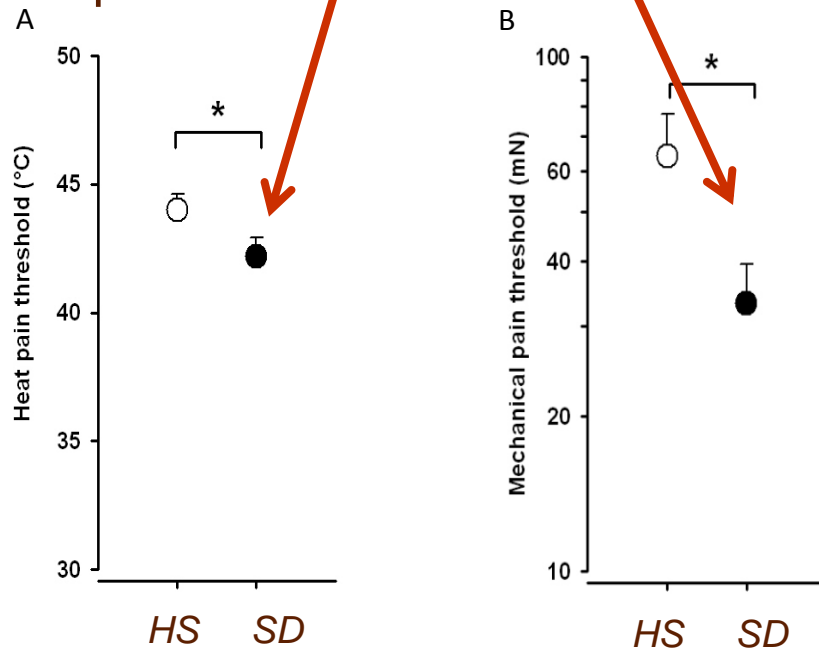 A
50
45
40
35
30
Heat pain threshold (°C)
*
HS SD
B
100
60
40
20
10
Mechanical pain threshold (mN)
*
HS SD